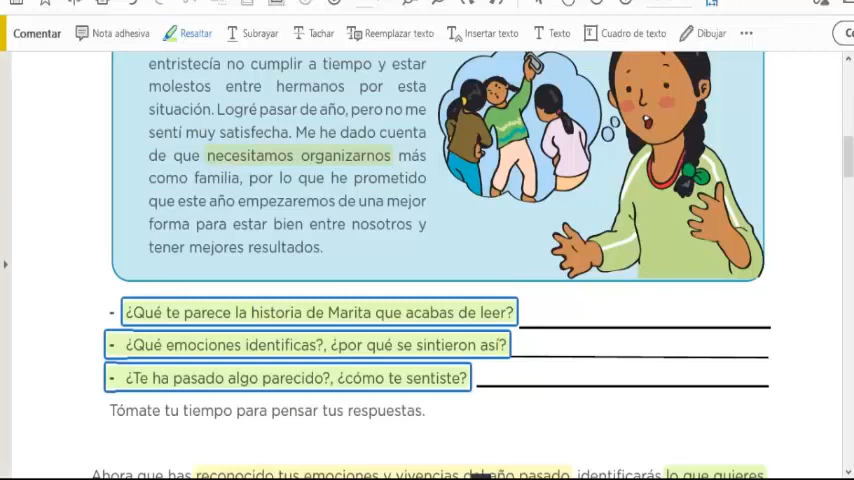 Comentar
Nota adhesiva
Resaltar
Subrayar
Tachar
Reemplazar texto
Insertar texto
Texto
Cuadro de texto
Dibujar
entristecía no cumplir a tiempo y estar
molestos entre hermanos por esta
situación. Logré pasar de año, pero no me
sentí muy satisfecha. Me he dado cuenta
de que necesitamos organizarnos más
como familia, por lo que he prometido
que este año empezaremos de una mejor
forma para estar bien entre nosotros y
tener mejores resultados.
- ¿Qué te parece la historia de Marita que acabas de leer?
- ¿Qué emociones identificas?, ¿por qué se sintieron así?
- ¿Te ha pasado algo parecido?, ¿cómo te sentiste?
Tómate tu tiempo para pensar tus respuestas.
Ahora que has reconocido tus emociones y vivencias del año pasado, identificarás lo que quieres